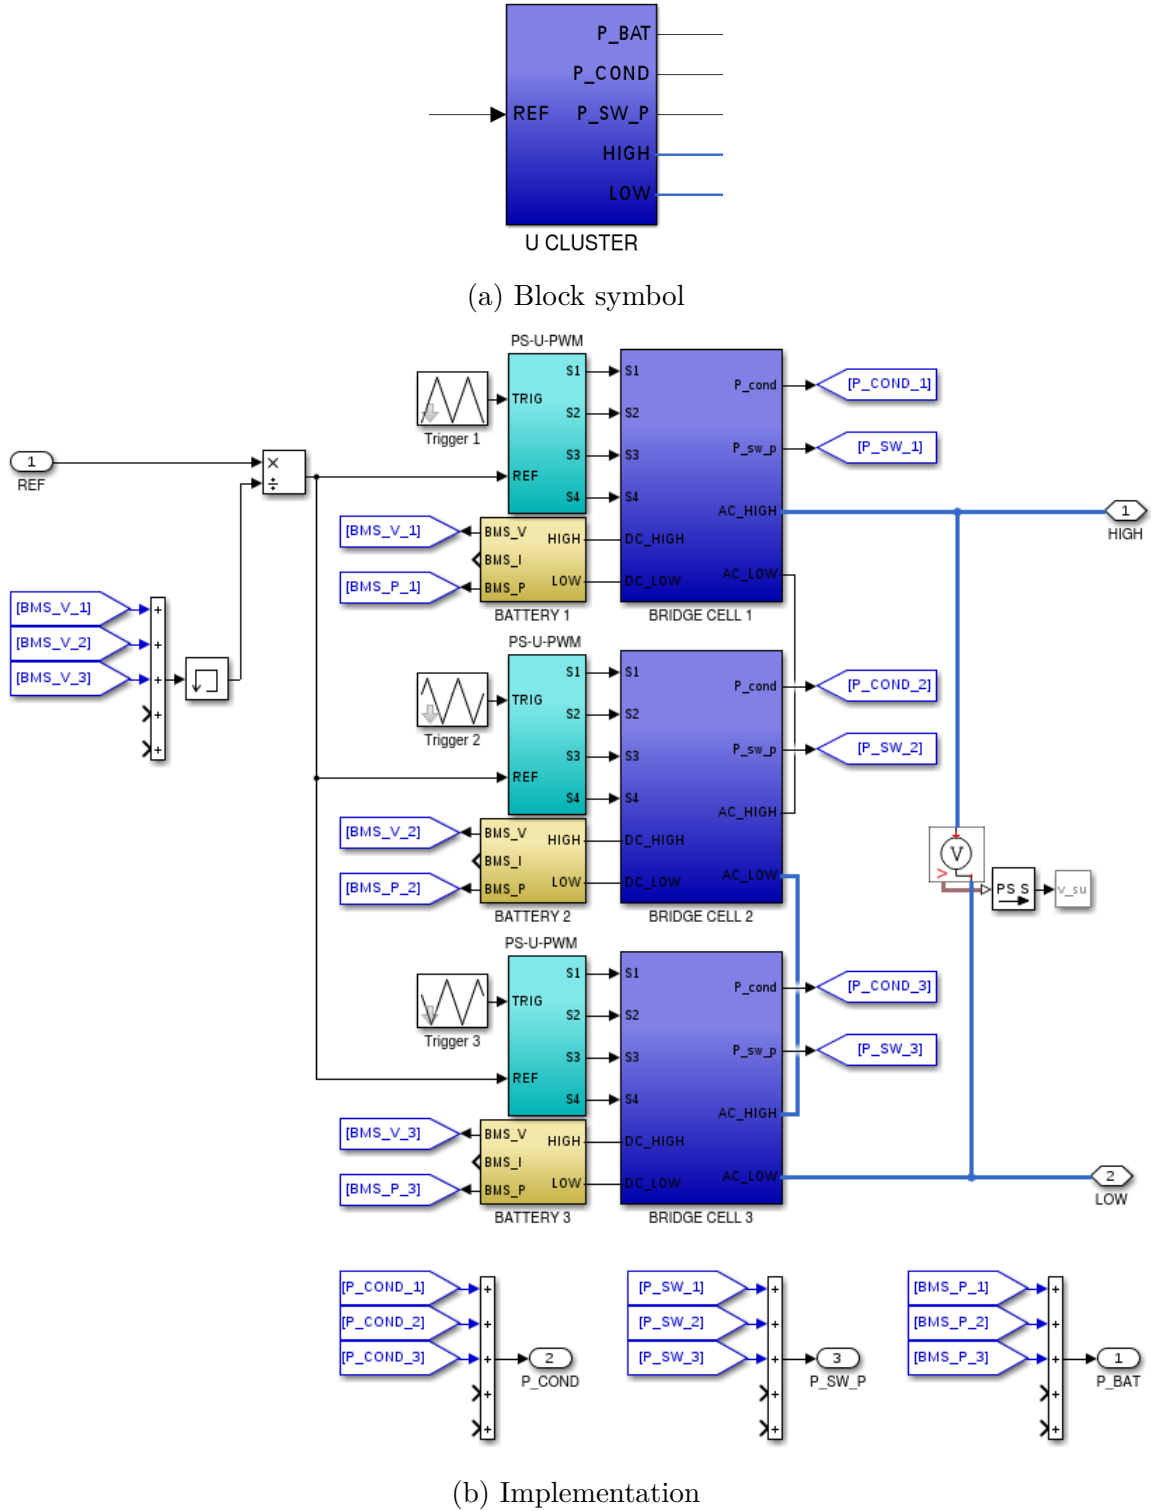 P_BAT
P_COND
REF P_SW_P
HIGH
LOW
U CLUSTER
(a) Block symbol
PS-U-PWM
S1 S1
TRIG
P_cond [P_COND_1]
S2 S2
Trigger 1
S3 S3
P_sw_p [P_SW_1]
1
REF
×
÷
REF
S4 S4
AC_HIGH
1
HIGH
[BMS_V_1] BMS_V HIGH DC_HIGH
BMS_I
[BMS_P_1] BMS_P LOW DC_LOW AC_LOW
BATTERY 1 BRIDGE CELL 1
[BMS_V_1] +
[BMS_V_2] +
[BMS_V_3] +
+
+
PS-U-PWM
S1 S1
TRIG
P_cond [P_COND_2]
S2 S2
Trigger 2
S3 S3
P_sw_p [P_SW_2]
REF
S4 S4
AC_HIGH
[BMS_V_2] BMS_V HIGH DC_HIGH
BMS_I
[BMS_P_2] BMS_P LOW DC_LOW AC_LOW
BATTERY 2 BRIDGE CELL 2
+
V
>
PS S
v_su
PS-U-PWM
S1 S1
TRIG
P_cond [P_COND_3]
S2 S2
Trigger 3
S3 S3
P_sw_p [P_SW_3]
REF
S4 S4
AC_HIGH
[BMS_V_3] BMS_V HIGH DC_HIGH
BMS_I
[BMS_P_3] BMS_P LOW DC_LOW AC_LOW
2
LOW
BATTERY 3 BRIDGE CELL 3
[P_COND_1] + [P_SW_1] + [BMS_P_1] +
[P_COND_2] + [P_SW_2] + [BMS_P_2] +
[P_COND_3] + 2 [P_SW_3] + 3 [BMS_P_3] + 1
P_COND P_SW_P P_BAT
+ + +
+ + +
(b) Implementation